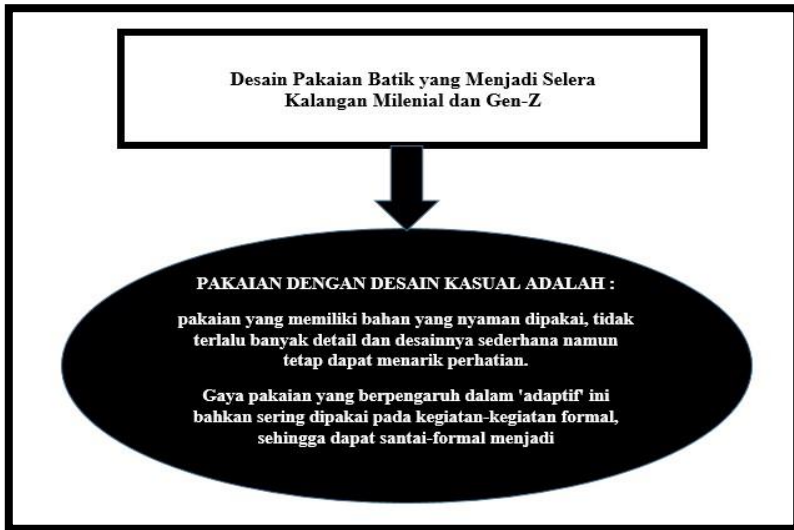 Desain Pakaian Batik yang Menjadi Selera
Kalangan Milenial dan Gen-Z
PAKAIAN DENGAN DESAIN KASUAL ADALAH :
pakaian yang memiliki bahan yang nyaman dipakai, tidak
terlalu banyak detail dan desainnya sederhana namun
tetap dapat menarik perhatian.
Gaya pakaian yang berpengaruh dalam 'adaptif' ini
bahkan sering dipakai pada kegiatan-kegiatan formal,
sehingga dapat santai-formal menjadi